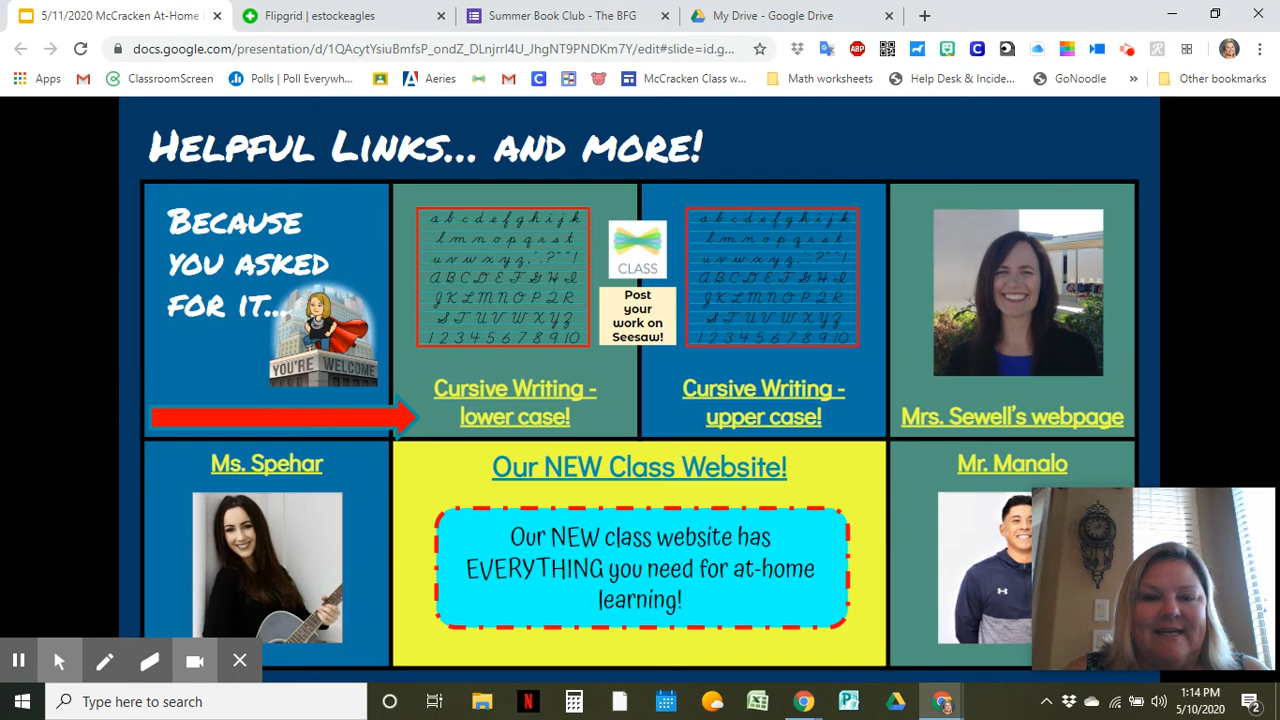 5/11/2020 McCracken At-Home L
Flipgrid | estockeagles
Summer Book Club - The BFG
My Drive - Google Drive
docs.google.com/presentation/d/1QAcytYsiuBmfsP_ondZ_DLnjrrl4U_JhgNT9PNDKm7Y/edit#slide=id.g...
Apps
ClassroomScreen
Polls | Poll Everywh...
Aeries
McCracken Class w...
Math worksheets
Help Desk & Incide...
GoNoodle
Other bookmarks
Helpful Links... and more!
Because
you asked
for it...
YOU'RE WELCOME
a b c d e f g h i j k
l m n o p q r s t
u v w x y z
A B C D E F G H I
J K L M N O P Q R
S T U V W X Y Z
1 2 3 4 5 6 7 8 9 10
Cursive Writing -
lower case!
CLASS
Post
your
work on
Seesaw!
a b c d e f g h i j k
l m n o p q r s t
u v w x y z
A B C D E F G H I
J K L M N O P Q R
S T U V W X Y Z
1 2 3 4 5 6 7 8 9 10
Cursive Writing -
upper case!
Mrs. Sewell's webpage
Ms. Spehar
Our NEW Class Website!
Our NEW class website has
EVERYTHING you need for at-home
learning!
Mr. Manalo
Type here to search
1:14 PM
5/10/2020
2